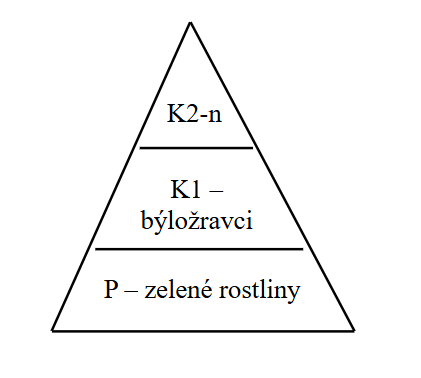 K2-n
K1 –
býložravci
P – zelené rostliny